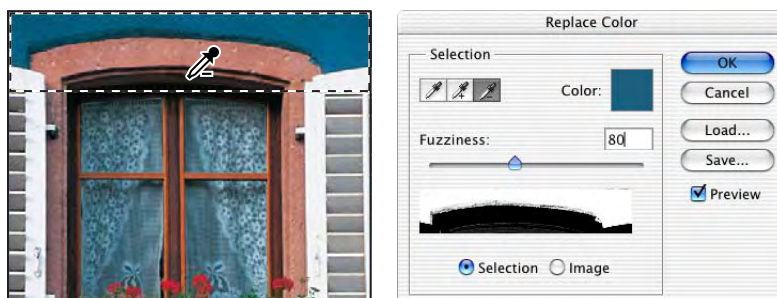 Replace Color
Selection
Color:
Fuzziness:
80
Selection
Image
OK
Cancel
Load...
Save...
Preview